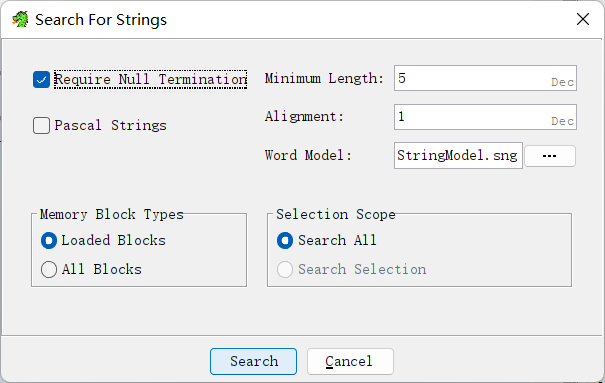 Search For Strings
Require Null Termination
Pascal Strings
Minimum Length: 5 Dec
Alignment: 1 Dec
Word Model: StringModel.sng ...
Memory Block Types
Loaded Blocks
All Blocks
Selection Scope
Search All
Search Selection
Search Cancel